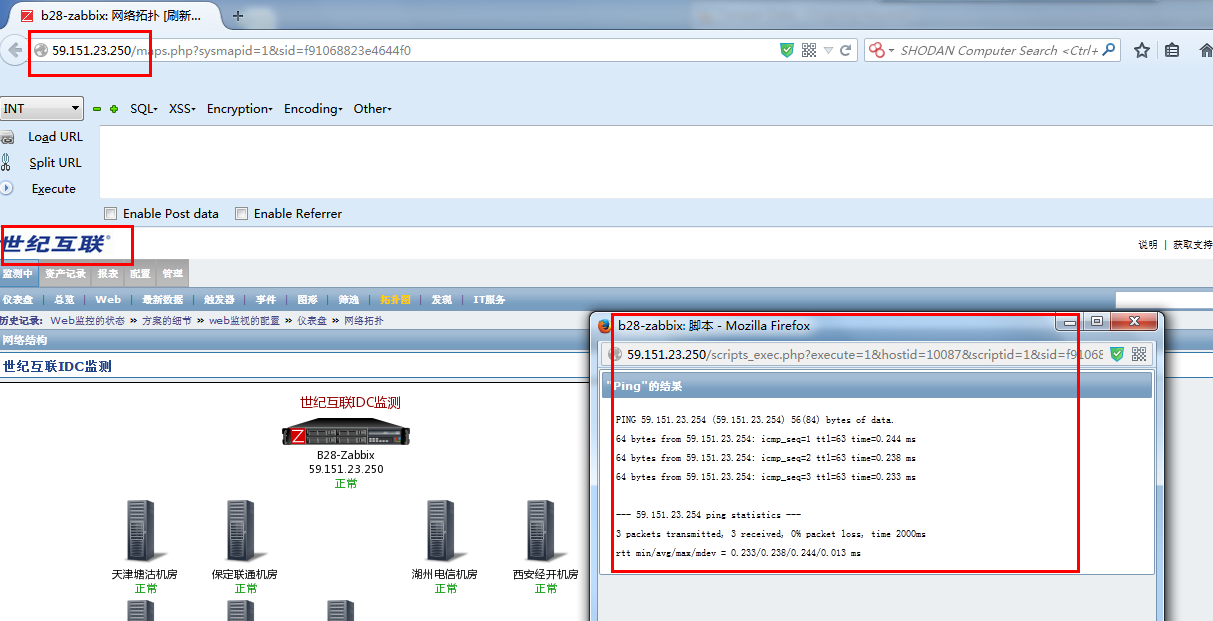 b28-zabbix: 网络拓扑 [刷新...
59.151.23.250/maps.php?sysmapid=1&sid=f91068823e4644f0
SHODAN Computer Search <Ctrl+
INT
SQL XSS Encryption Encoding Other
Load URL
Split URL
Execute
Enable Post data Enable Referrer
世纪互联
说明 | 获取支持
监测中 资产记录 报表 配置 管理
仪表盘 | 总览 | Web | 最新数据 | 触发器 | 事件 | 图形 | 筛选 | 拓扑图 | 发现 | IT服务
历史记录: Web监控的状态 » 方案的细节 » web监视的配置 » 仪表盘 » 网络拓扑
网络结构
世纪互联IDC监测
世纪互联IDC监测
Z
B28-Zabbix
59.151.23.250
正常
天津塘沽机房 保定联通机房 湖州电信机房 西安经开机房
正常 正常 正常 正常
b28-zabbix: 脚本 - Mozilla Firefox
59.151.23.250/scripts_exec.php?execute=1&hostid=10087&scriptid=1&sid=f91068
"Ping"的结果
PING 59.151.23.254 (59.151.23.254) 56(84) bytes of data.
64 bytes from 59.151.23.254: icmp_seq=1 ttl=63 time=0.244 ms
64 bytes from 59.151.23.254: icmp_seq=2 ttl=63 time=0.238 ms
64 bytes from 59.151.23.254: icmp_seq=3 ttl=63 time=0.233 ms
--- 59.151.23.254 ping statistics ---
3 packets transmitted, 3 received, 0% packet loss, time 2000ms
rtt min/avg/max/mdev = 0.233/0.238/0.244/0.013 ms